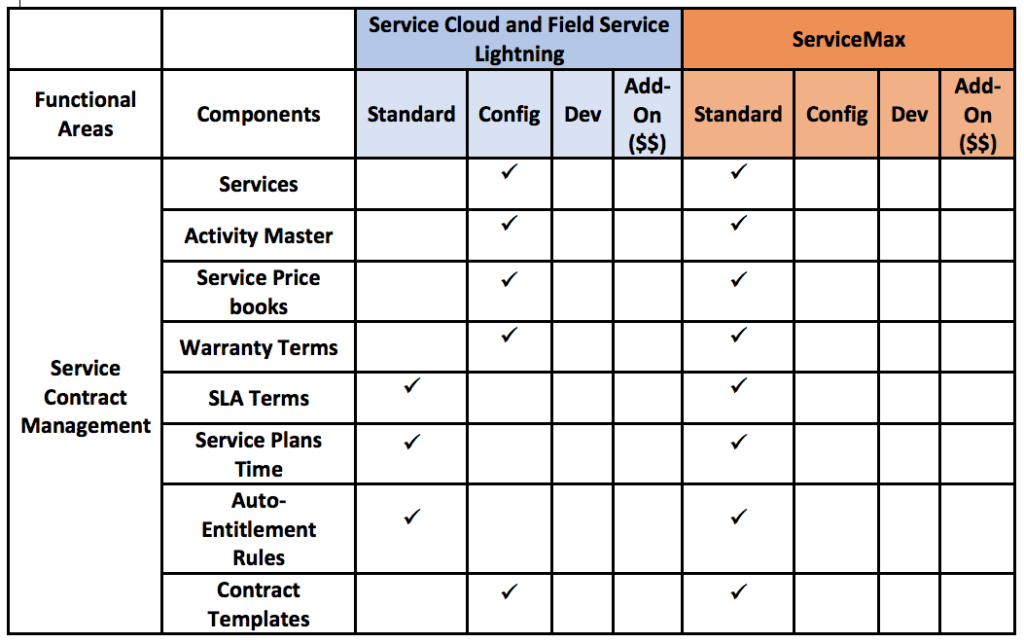 Service Cloud and Field Service
Lightning
ServiceMax
Functional
Areas
Components
Standard
Config
Dev
Add-
On
($$)
Standard
Config
Dev
Add-
On
($$)
Service
Contract
Management
Services ✓ ✓
Activity Master ✓ ✓
Service Price
books ✓ ✓
Warranty Terms ✓ ✓
SLA Terms ✓ ✓
Service Plans
Time ✓ ✓
Auto-
Entitlement ✓ ✓
Rules
Contract
Templates ✓ ✓